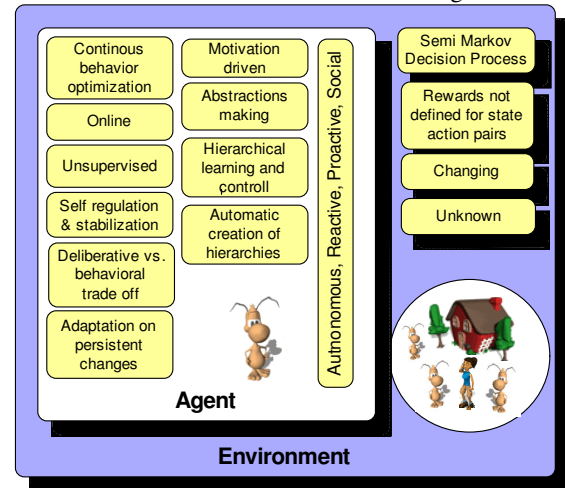 Continous
behavior
optimization
Online
Unsupervised
Self regulation
& stabilization
Deliberative vs.
behavioral
trade off
Adaptation on
persistent
changes
Motivation
driven
Abstractions
making
Hierarchical
learning and
çontroll
Automatic
creation of
hierarchies
Autnonomous, Reactive, Proactive, Social
Agent
Semi Markov
Decision Process
Rewards not
defined for state
action pairs
Changing
Unknown
Environment